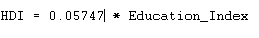 HDI = 0.05747 * Education_Index